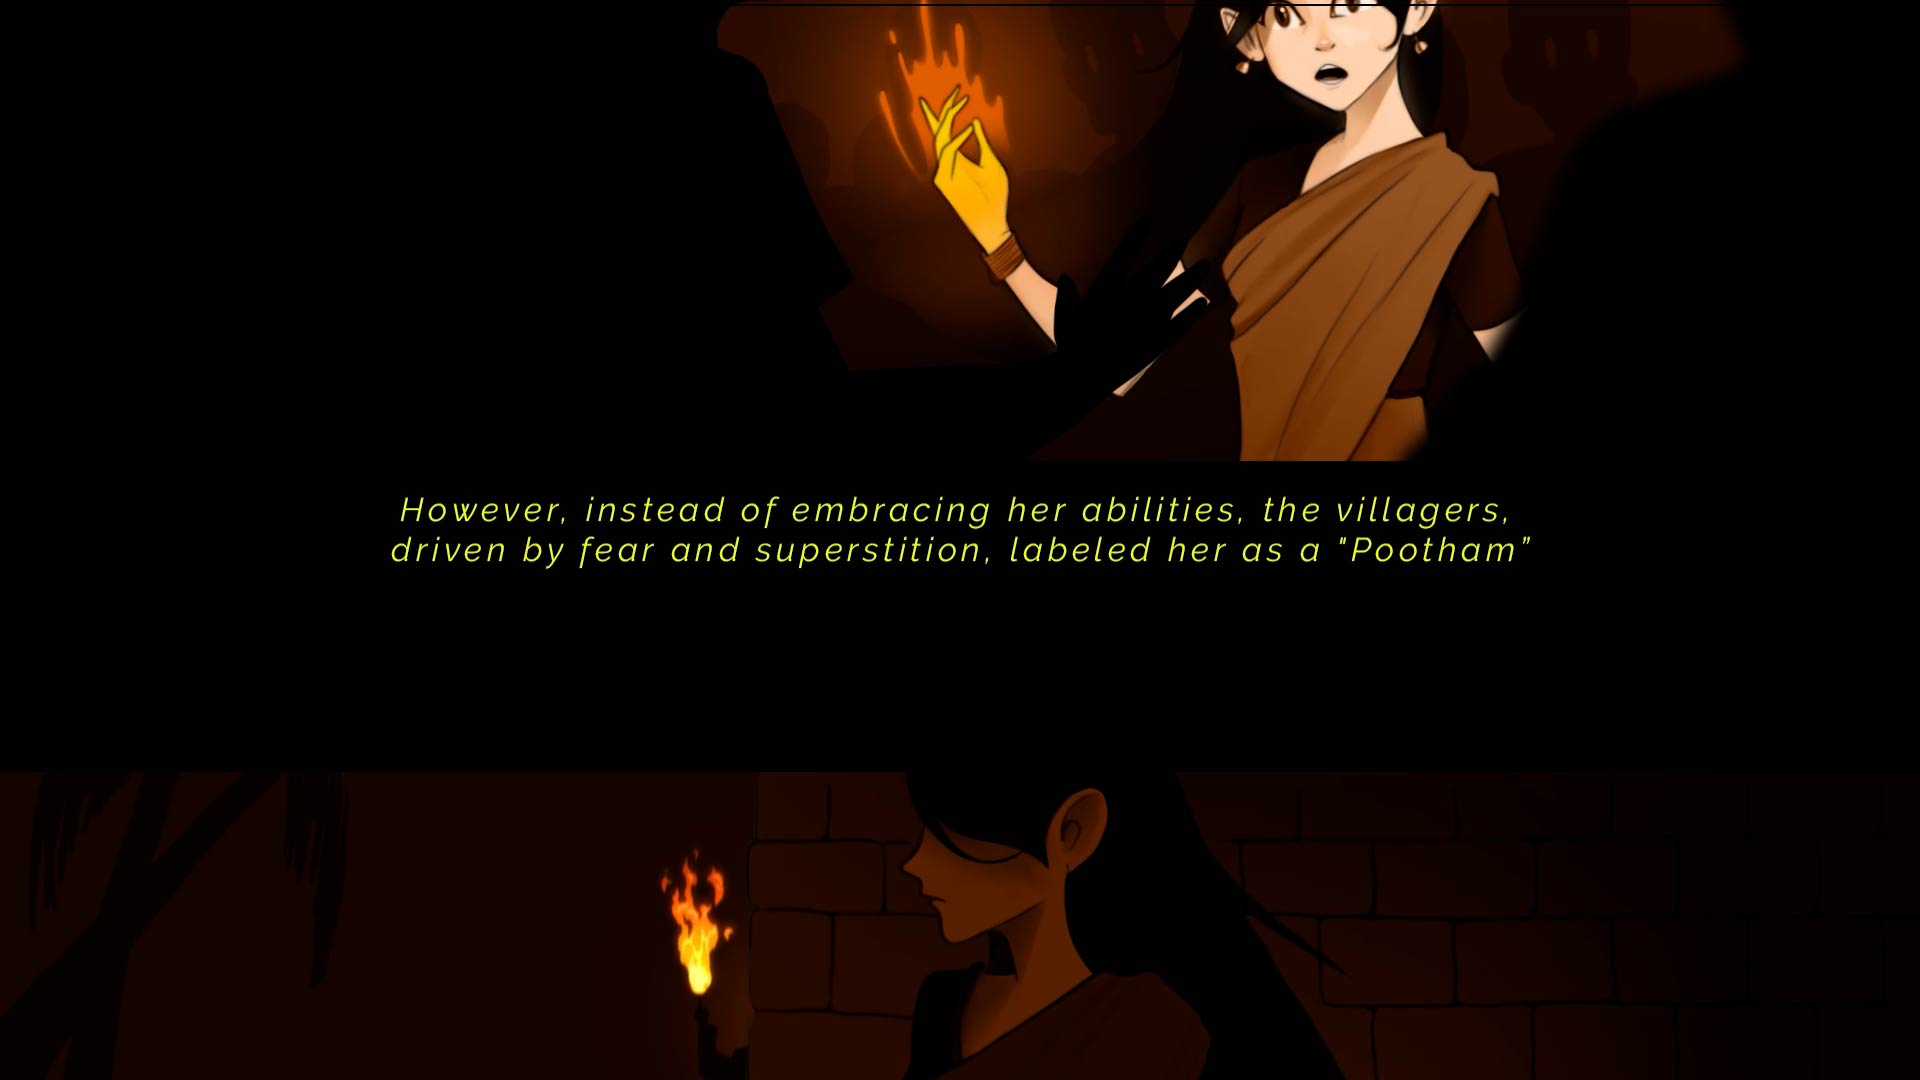 However, instead of embracing her abilities, the villagers,
driven by fear and superstition, labeled her as a "Pootham”